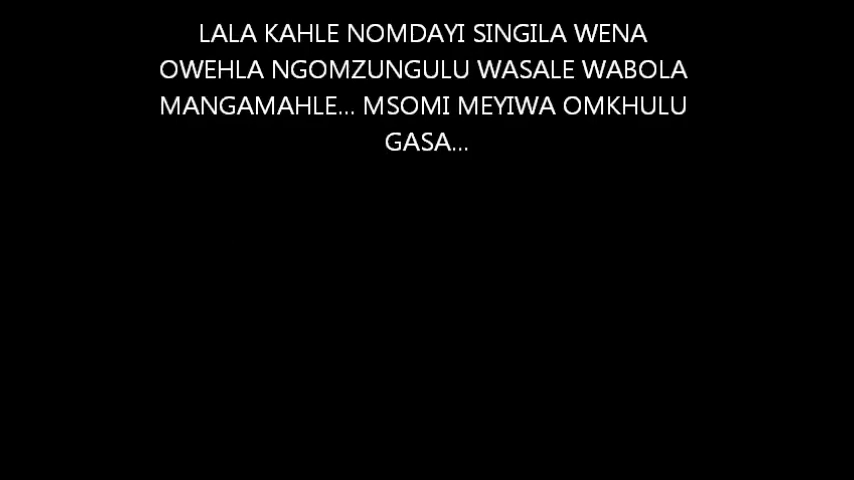 LALA KAHLE NOMDAYI SINGILA WENA
OWEHLA NGOMZUNGULU WASALE WABOLA
MANGAMAHLE... MSOMI MEYIWA OMKHULU
GASA...